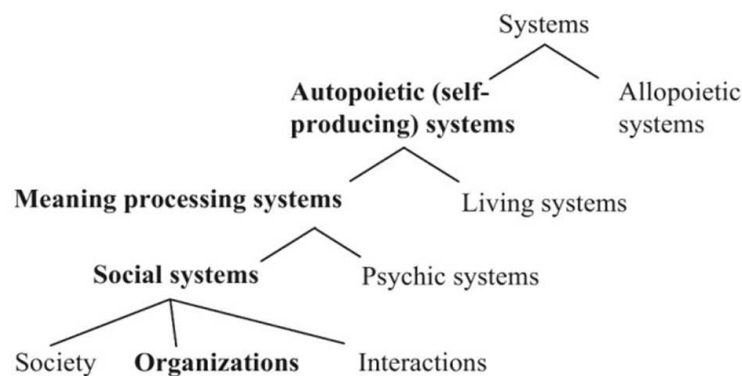 Systems
Autopoietic (self-
producing) systems
Allopoietic
systems
Meaning processing systems
Living systems
Social systems
Psychic systems
Society
Organizations
Interactions